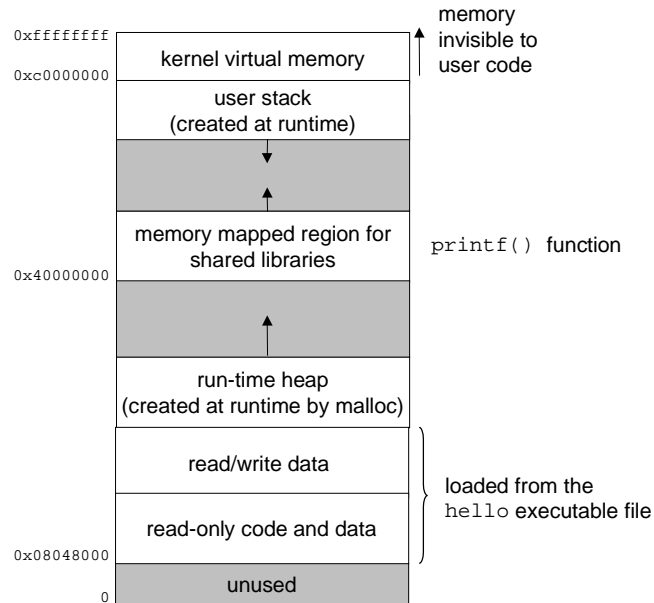 memory
invisible to
user code
0xffffffff
kernel virtual memory
0xc0000000
user stack
(created at runtime)
memory mapped region for
shared libraries
printf() function
0x40000000
run-time heap
(created at runtime by malloc)
read/write data
loaded from the
hello executable file
read-only code and data
0x08048000
unused
0